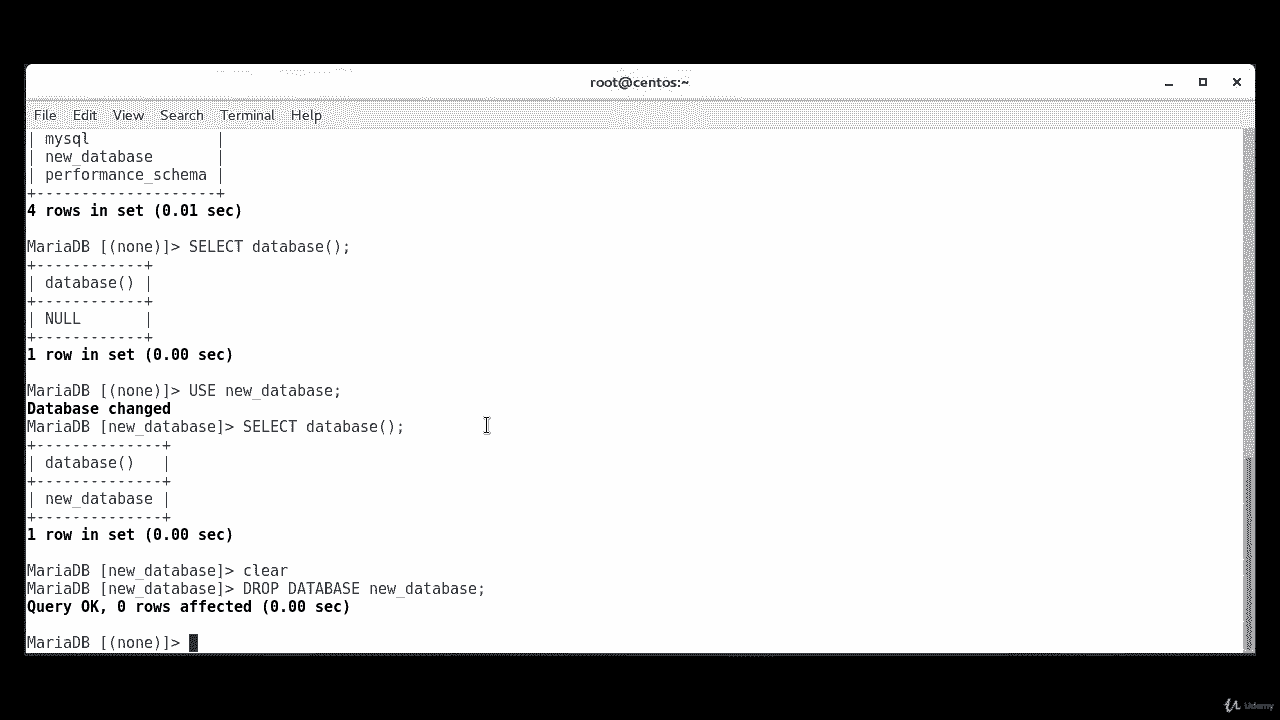 root@centos:~
File Edit View Search Terminal Help
| mysql              |
| new_database       |
| performance_schema |
+--------------------+
4 rows in set (0.01 sec)
MariaDB [(none)]> SELECT database();
+------------+
| database() |
+------------+
| NULL       |
+------------+
1 row in set (0.00 sec)
MariaDB [(none)]> USE new_database;
Database changed
MariaDB [new_database]> SELECT database();
+--------------+
| database()   |
+--------------+
| new_database |
+--------------+
1 row in set (0.00 sec)
MariaDB [new_database]> clear
MariaDB [new_database]> DROP DATABASE new_database;
Query OK, 0 rows affected (0.00 sec)
MariaDB [(none)]>
Udemy